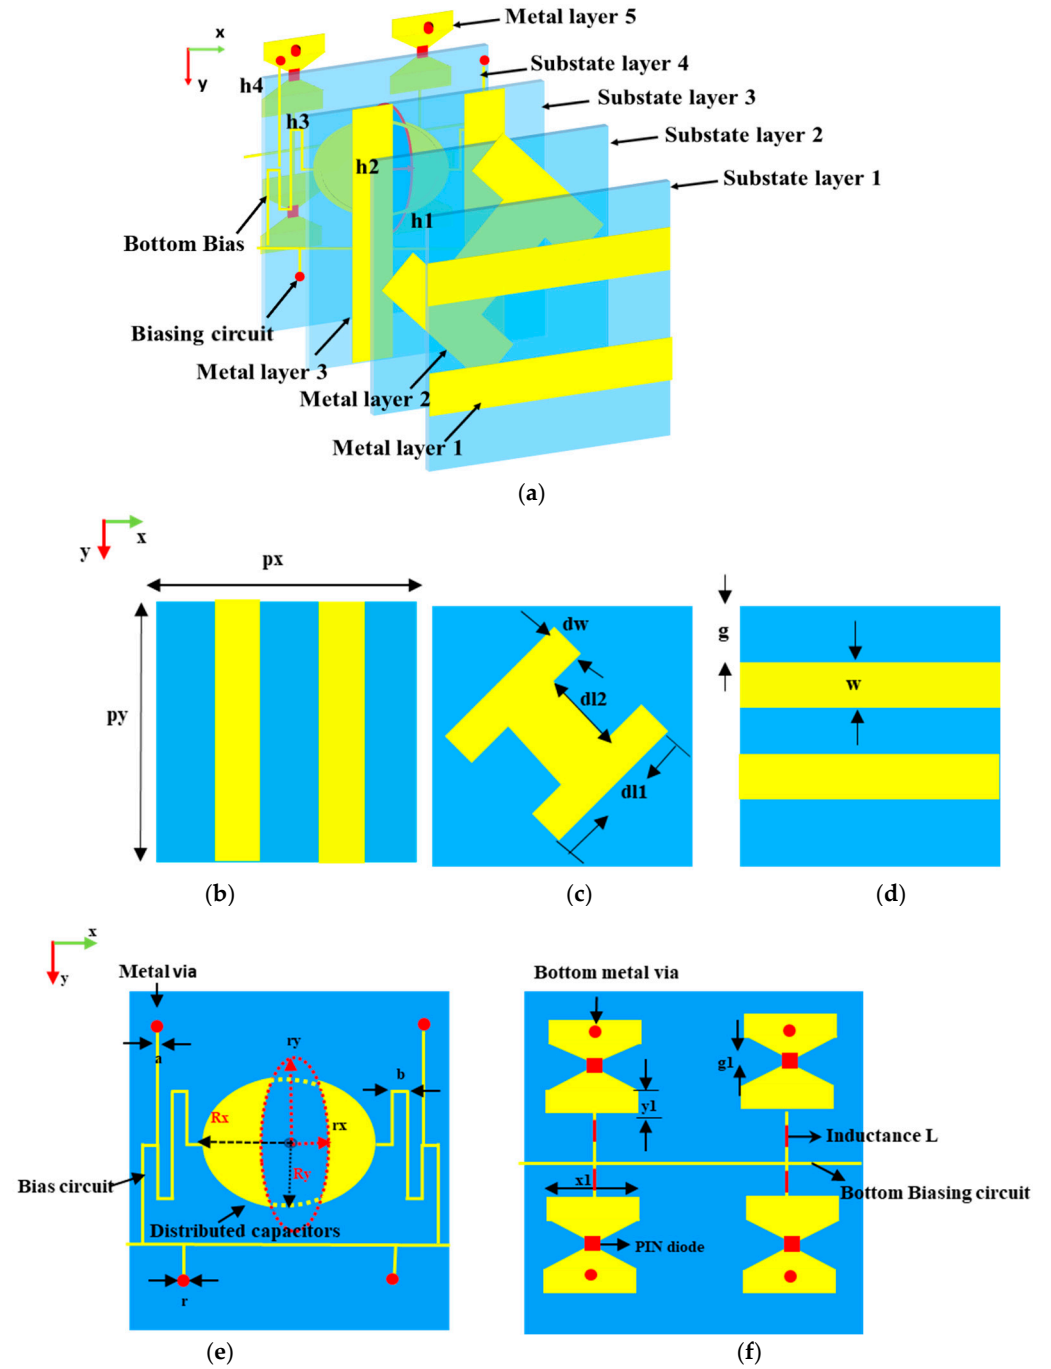 Metal layer 5
x
Substate layer 4
y
h4
Substate layer 3
h3
Substate layer 2
h2
Substate layer 1
h1
Bottom Bias
Biasing circuit
Metal layer 3
Metal layer 2
Metal layer 1
(a)
x
y
px
g
dw
w
dl2
py
dl1
(b)
(c)
(d)
x
y
Metal via
Bottom metal via
ry
a
b
g1
y1
Rx
rx
Inductance L
Ry
x1
Bias circuit
Bottom Biasing circuit
Distributed capacitors
PIN diode
r
(e)
(f)